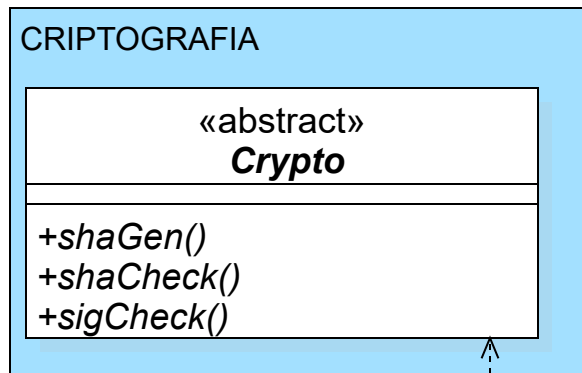 CRIPTOGRAFIA
«abstract»
Crypto
+shaGen()
+shaCheck()
+sigCheck()